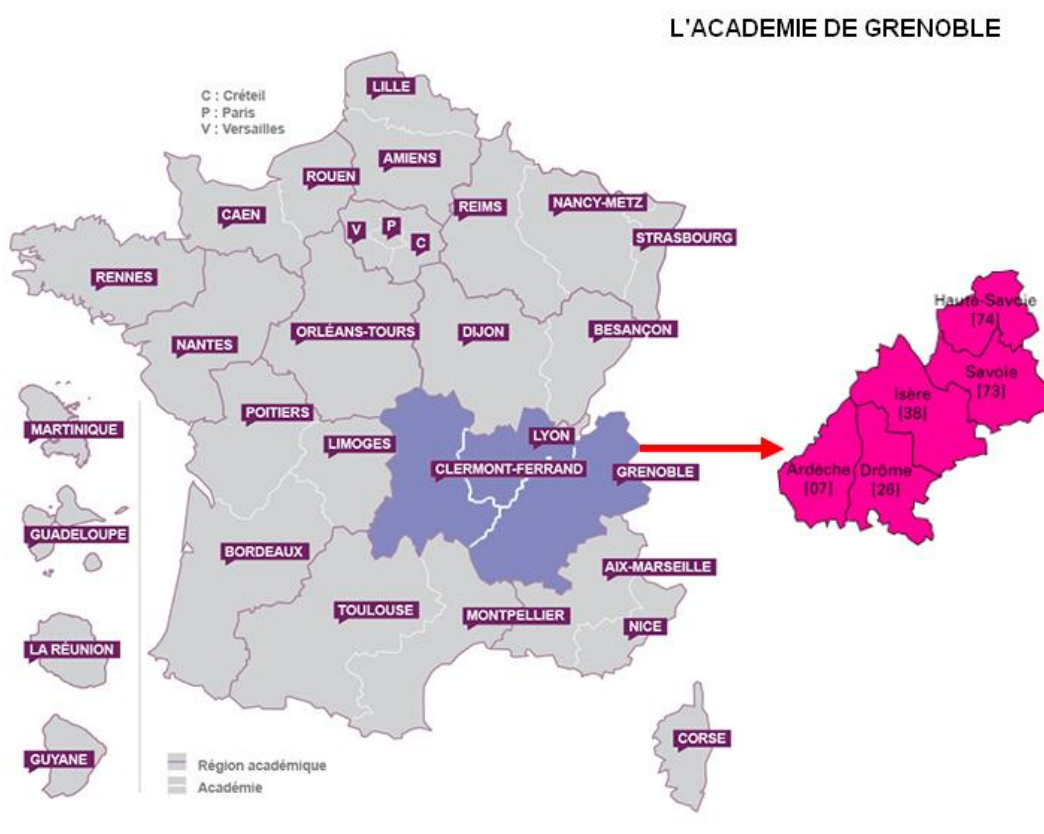 L'ACADEMIE DE GRENOBLE
C : Créteil
P : Paris
V : Versailles
LILLE
AMIENS
ROUEN
CAEN
REIMS
NANCY-METZ
V
P
C
STRASBOURG
RENNES
NANTES
ORLÉANS-TOURS
DIJON
BESANÇON
POITIERS
LIMOGES
LYON
CLERMONT-FERRAND
GRENOBLE
BORDEAUX
AIX-MARSEILLE
TOULOUSE
MONTPELLIER
NICE
CORSE
MARTINIQUE
GUADELOUPE
LA RÉUNION
GUYANE
Région académique
Académie
Haute-Savoie
[74]
Savoie
[73]
Isère
[38]
Ardèche
[07]
Drôme
[26]